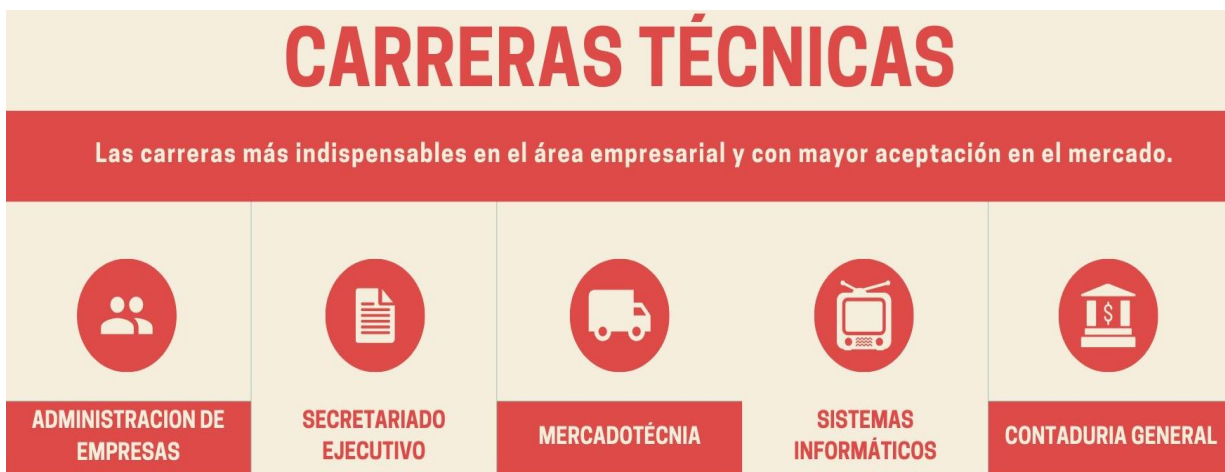 CARRERAS TÉCNICAS
Las carreras más indispensables en el área empresarial y con mayor aceptación en el mercado.
ADMINISTRACION DE
EMPRESAS
SECRETARIADO
EJECUTIVO
MERCADOTÉCNIA
SISTEMAS
INFORMÁTICOS
$
CONTADURIA GENERAL